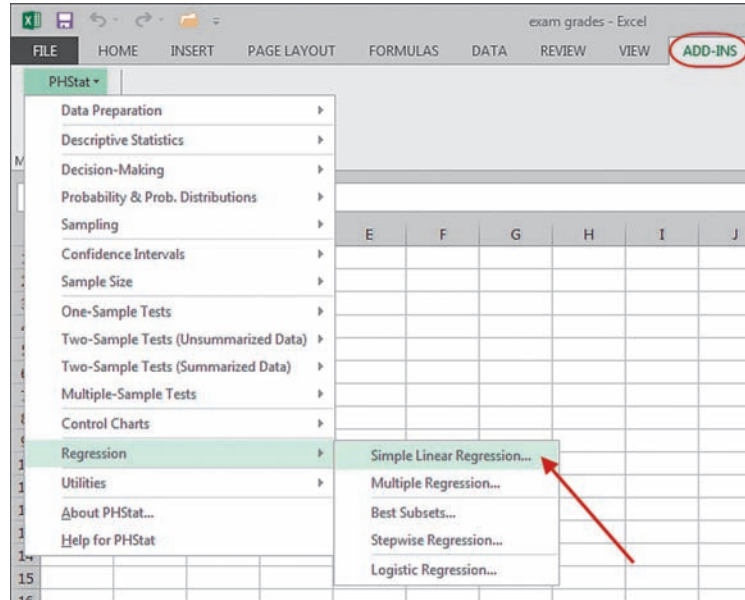 exam grades - Excel
FILE HOME INSERT PAGE LAYOUT FORMULAS DATA REVIEW VIEW ADD-INS
PHStat
Data Preparation
Descriptive Statistics
Decision-Making
Probability & Prob. Distributions
Sampling
Confidence Intervals
Sample Size
One-Sample Tests
Two-Sample Tests (Unsummarized Data)
Two-Sample Tests (Summarized Data)
Multiple-Sample Tests
Control Charts
Regression
Utilities
About PHStat...
Help for PHStat
E F G H I J
Simple Linear Regression...
Multiple Regression...
Best Subsets...
Stepwise Regression...
Logistic Regression...
14
15